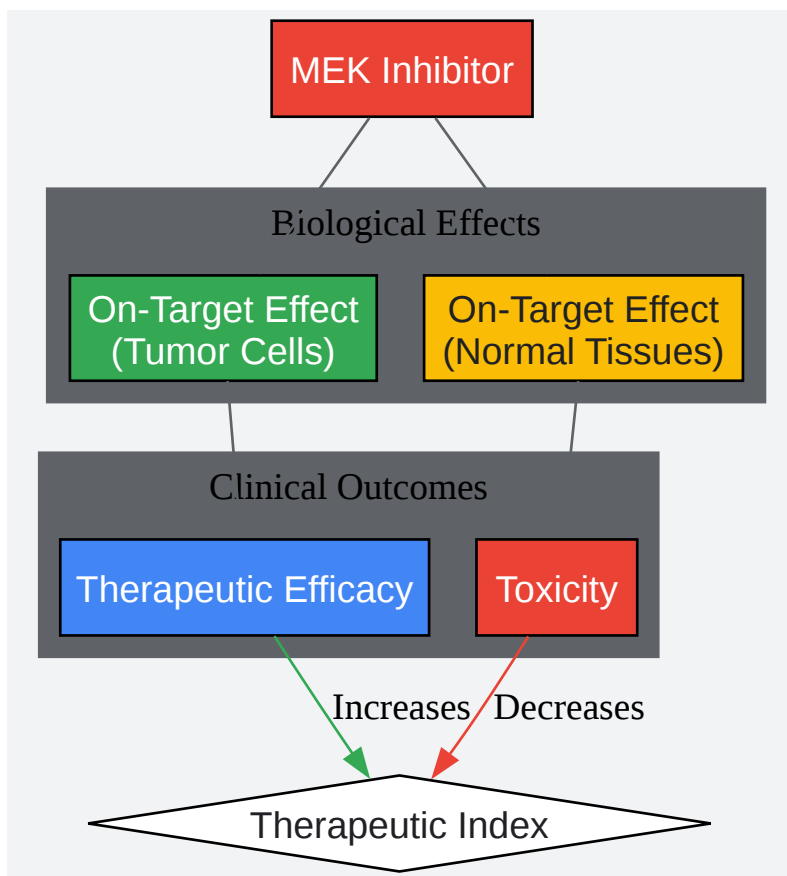 MEK Inhibitor
Biological Effects
On-Target Effect
(Tumor Cells)
On-Target Effect
(Normal Tissues)
Clinical Outcomes
Therapeutic Efficacy
Toxicity
Increases
Decreases
Therapeutic Index